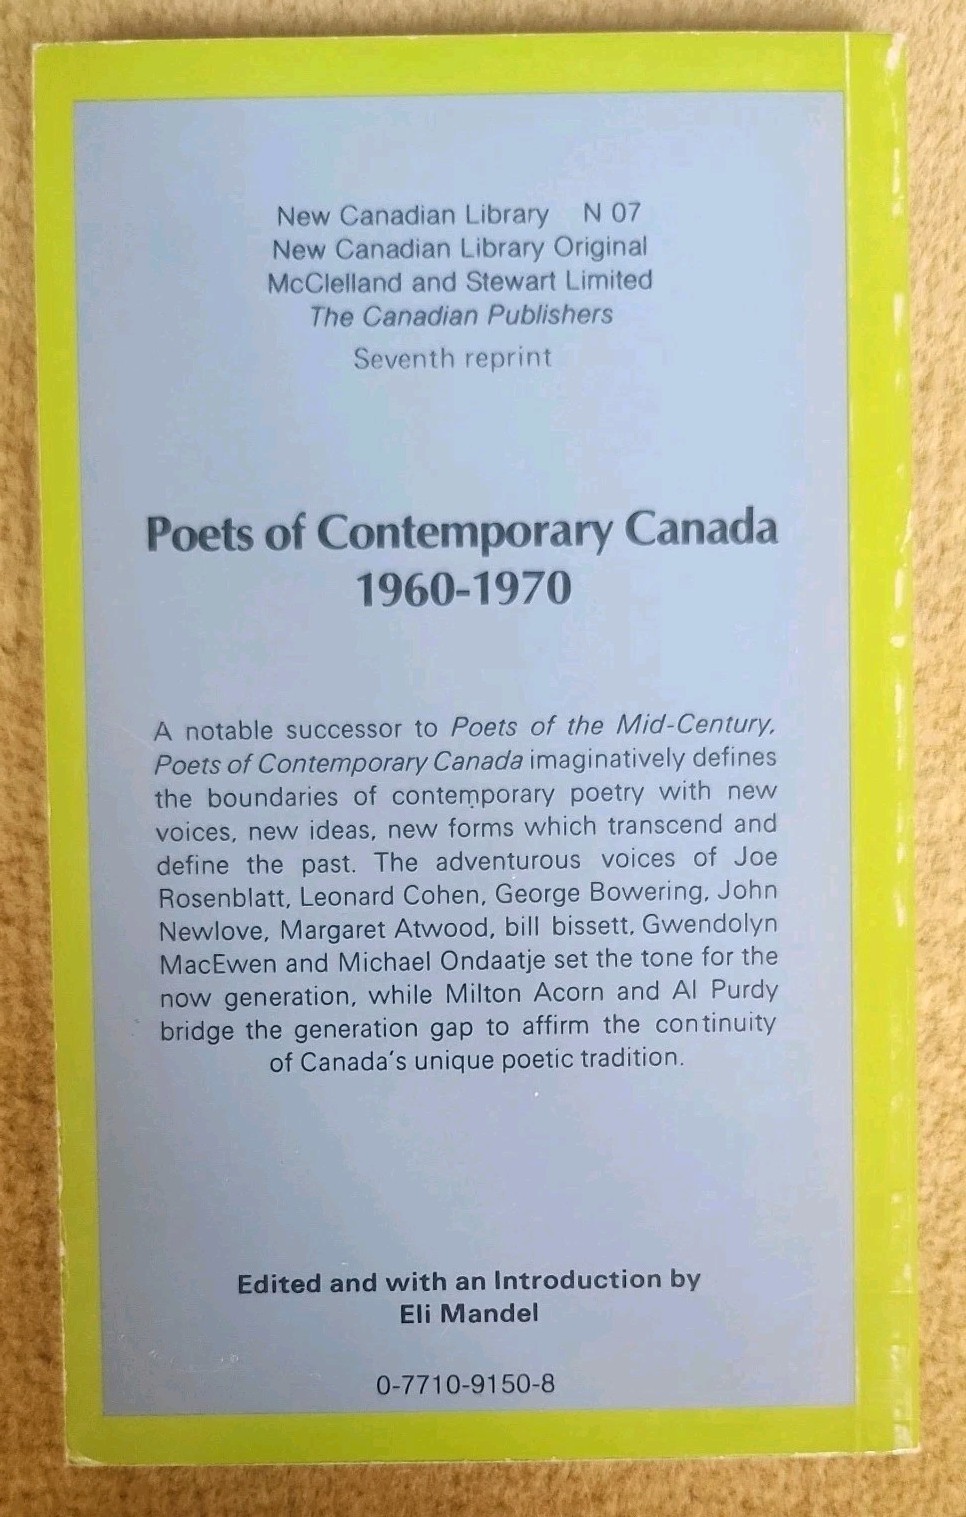 New Canadian Library N 07
New Canadian Library Original
McClelland and Stewart Limited
The Canadian Publishers
Seventh reprint
Poets of Contemporary Canada
1960-1970
A notable successor to Poets of the Mid-Century,
Poets of Contemporary Canada imaginatively defines
the boundaries of contemporary poetry with new
voices, new ideas, new forms which transcend and
define the past. The adventurous voices of Joe
Rosenblatt, Leonard Cohen, George Bowering, John
Newlove, Margaret Atwood, bill bissett, Gwendolyn
MacEwen and Michael Ondaatje set the tone for the
now generation, while Milton Acorn and Al Purdy
bridge the generation gap to affirm the continuity
of Canada's unique poetic tradition.
Edited and with an Introduction by
Eli Mandel
0-7710-9150-8